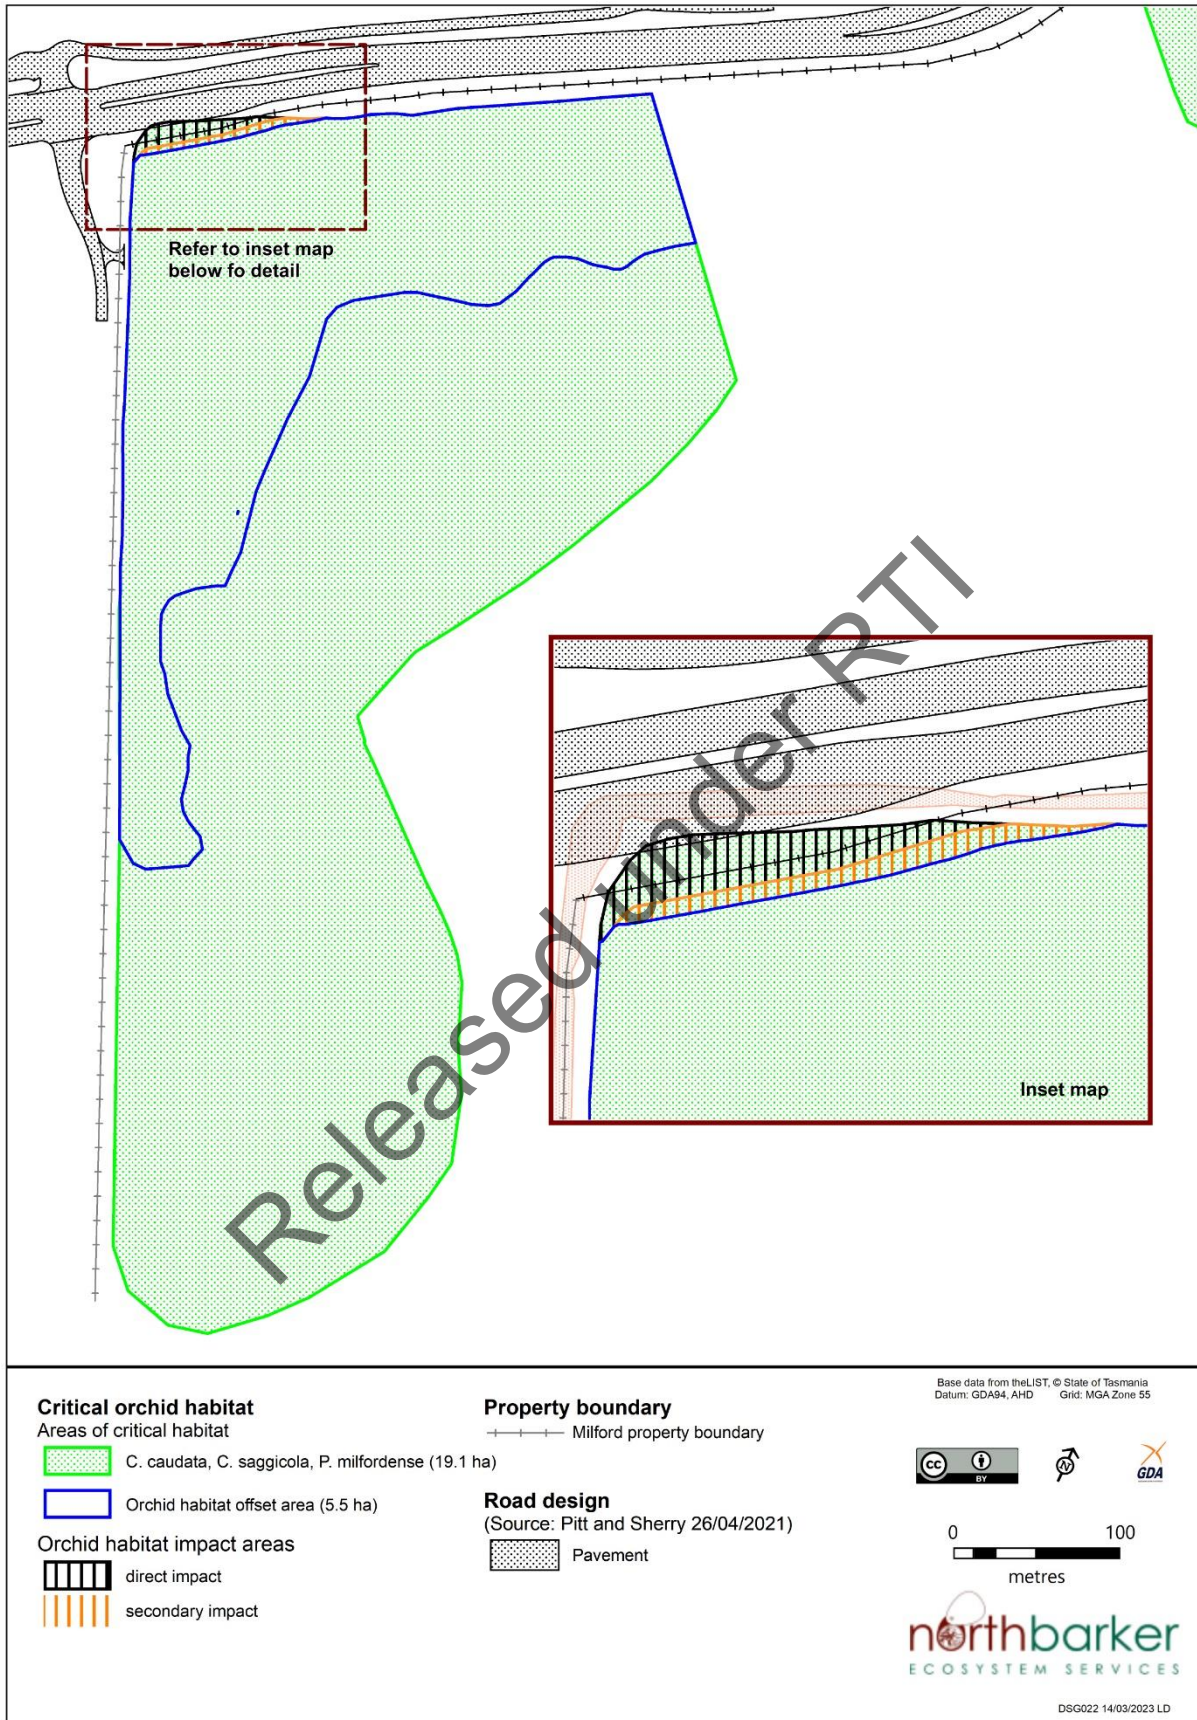 Refer to inset map
below fo detail
Released under RTI
Inset map
Critical orchid habitat
Areas of critical habitat
C. caudata, C. saggicola, P. milfordense (19.1 ha)
Orchid habitat offset area (5.5 ha)
Orchid habitat impact areas
direct impact
secondary impact
Property boundary
Milford property boundary
Road design
(Source: Pitt and Sherry 26/04/2021)
Pavement
Base data from theLIST, © State of Tasmania
Datum: GDA94, AHD Grid: MGA Zone 55
cc
BY
N
GDA
0 100
metres
northbarker
ECOSYSTEM SERVICES
DSG022 14/03/2023 LD